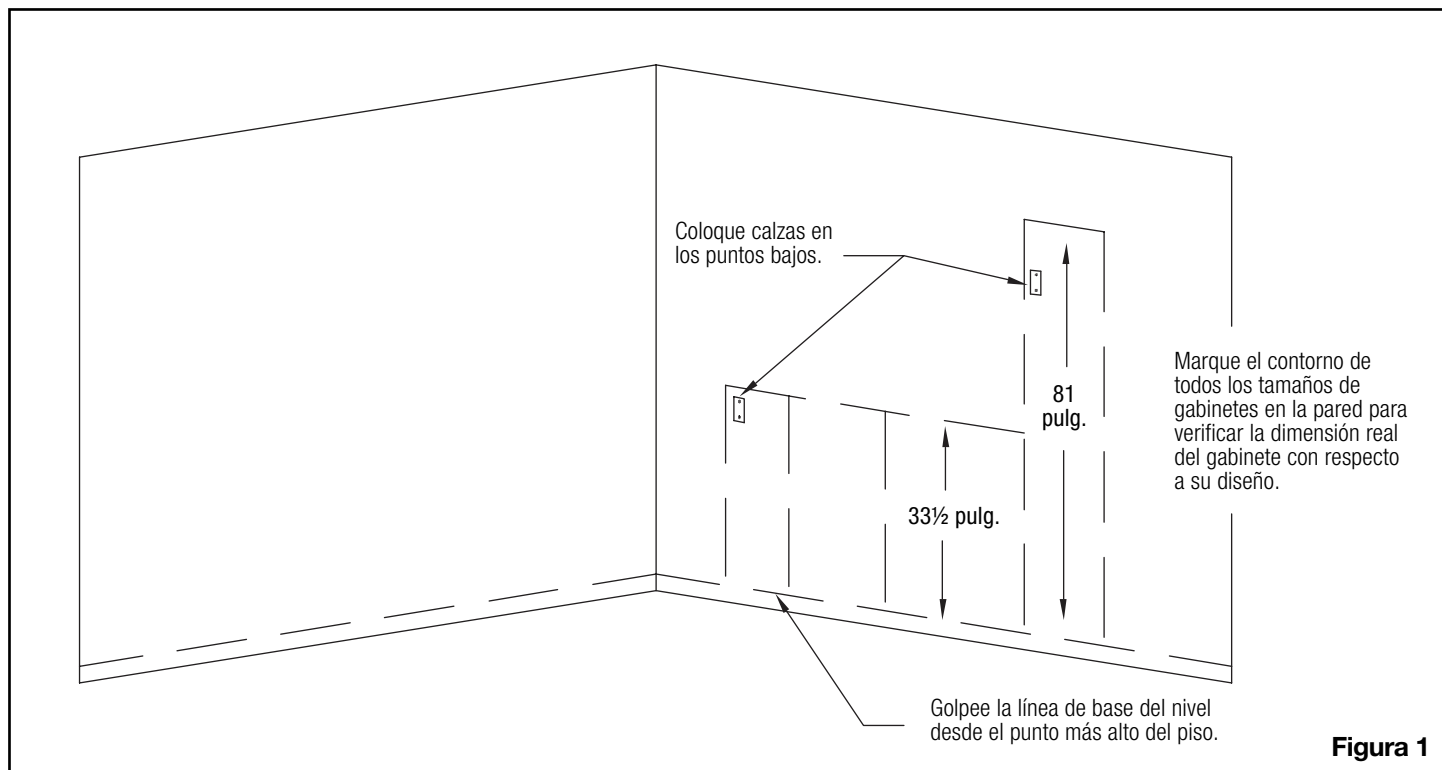 Coloque calzas en
los puntos bajos.
81
pulg.
Marque el contorno de
todos los tamaños de
gabinetes en la pared para
verificar la dimensión real
del gabinete con respecto
a su diseño.
33½ pulg.
Golpee la línea de base del nivel
desde el punto más alto del piso.
Figura 1